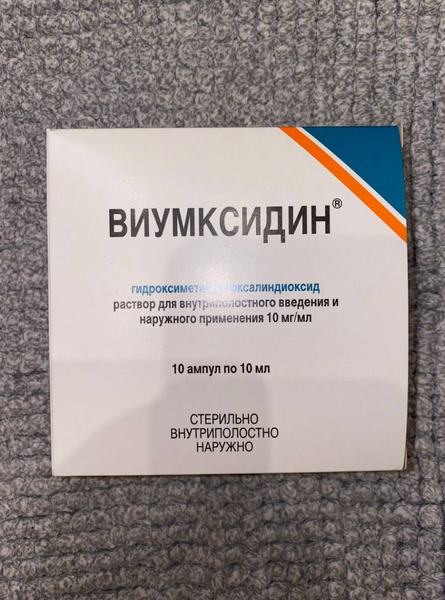 ВИУМКСИДИН®
раствор для внутриполостного введения и
наружного применения 10 мг/мл
10 ампул по 10 мл
СТЕРИЛЬНО
ВНУТРИПОЛОСТНО
НАРУЖНО